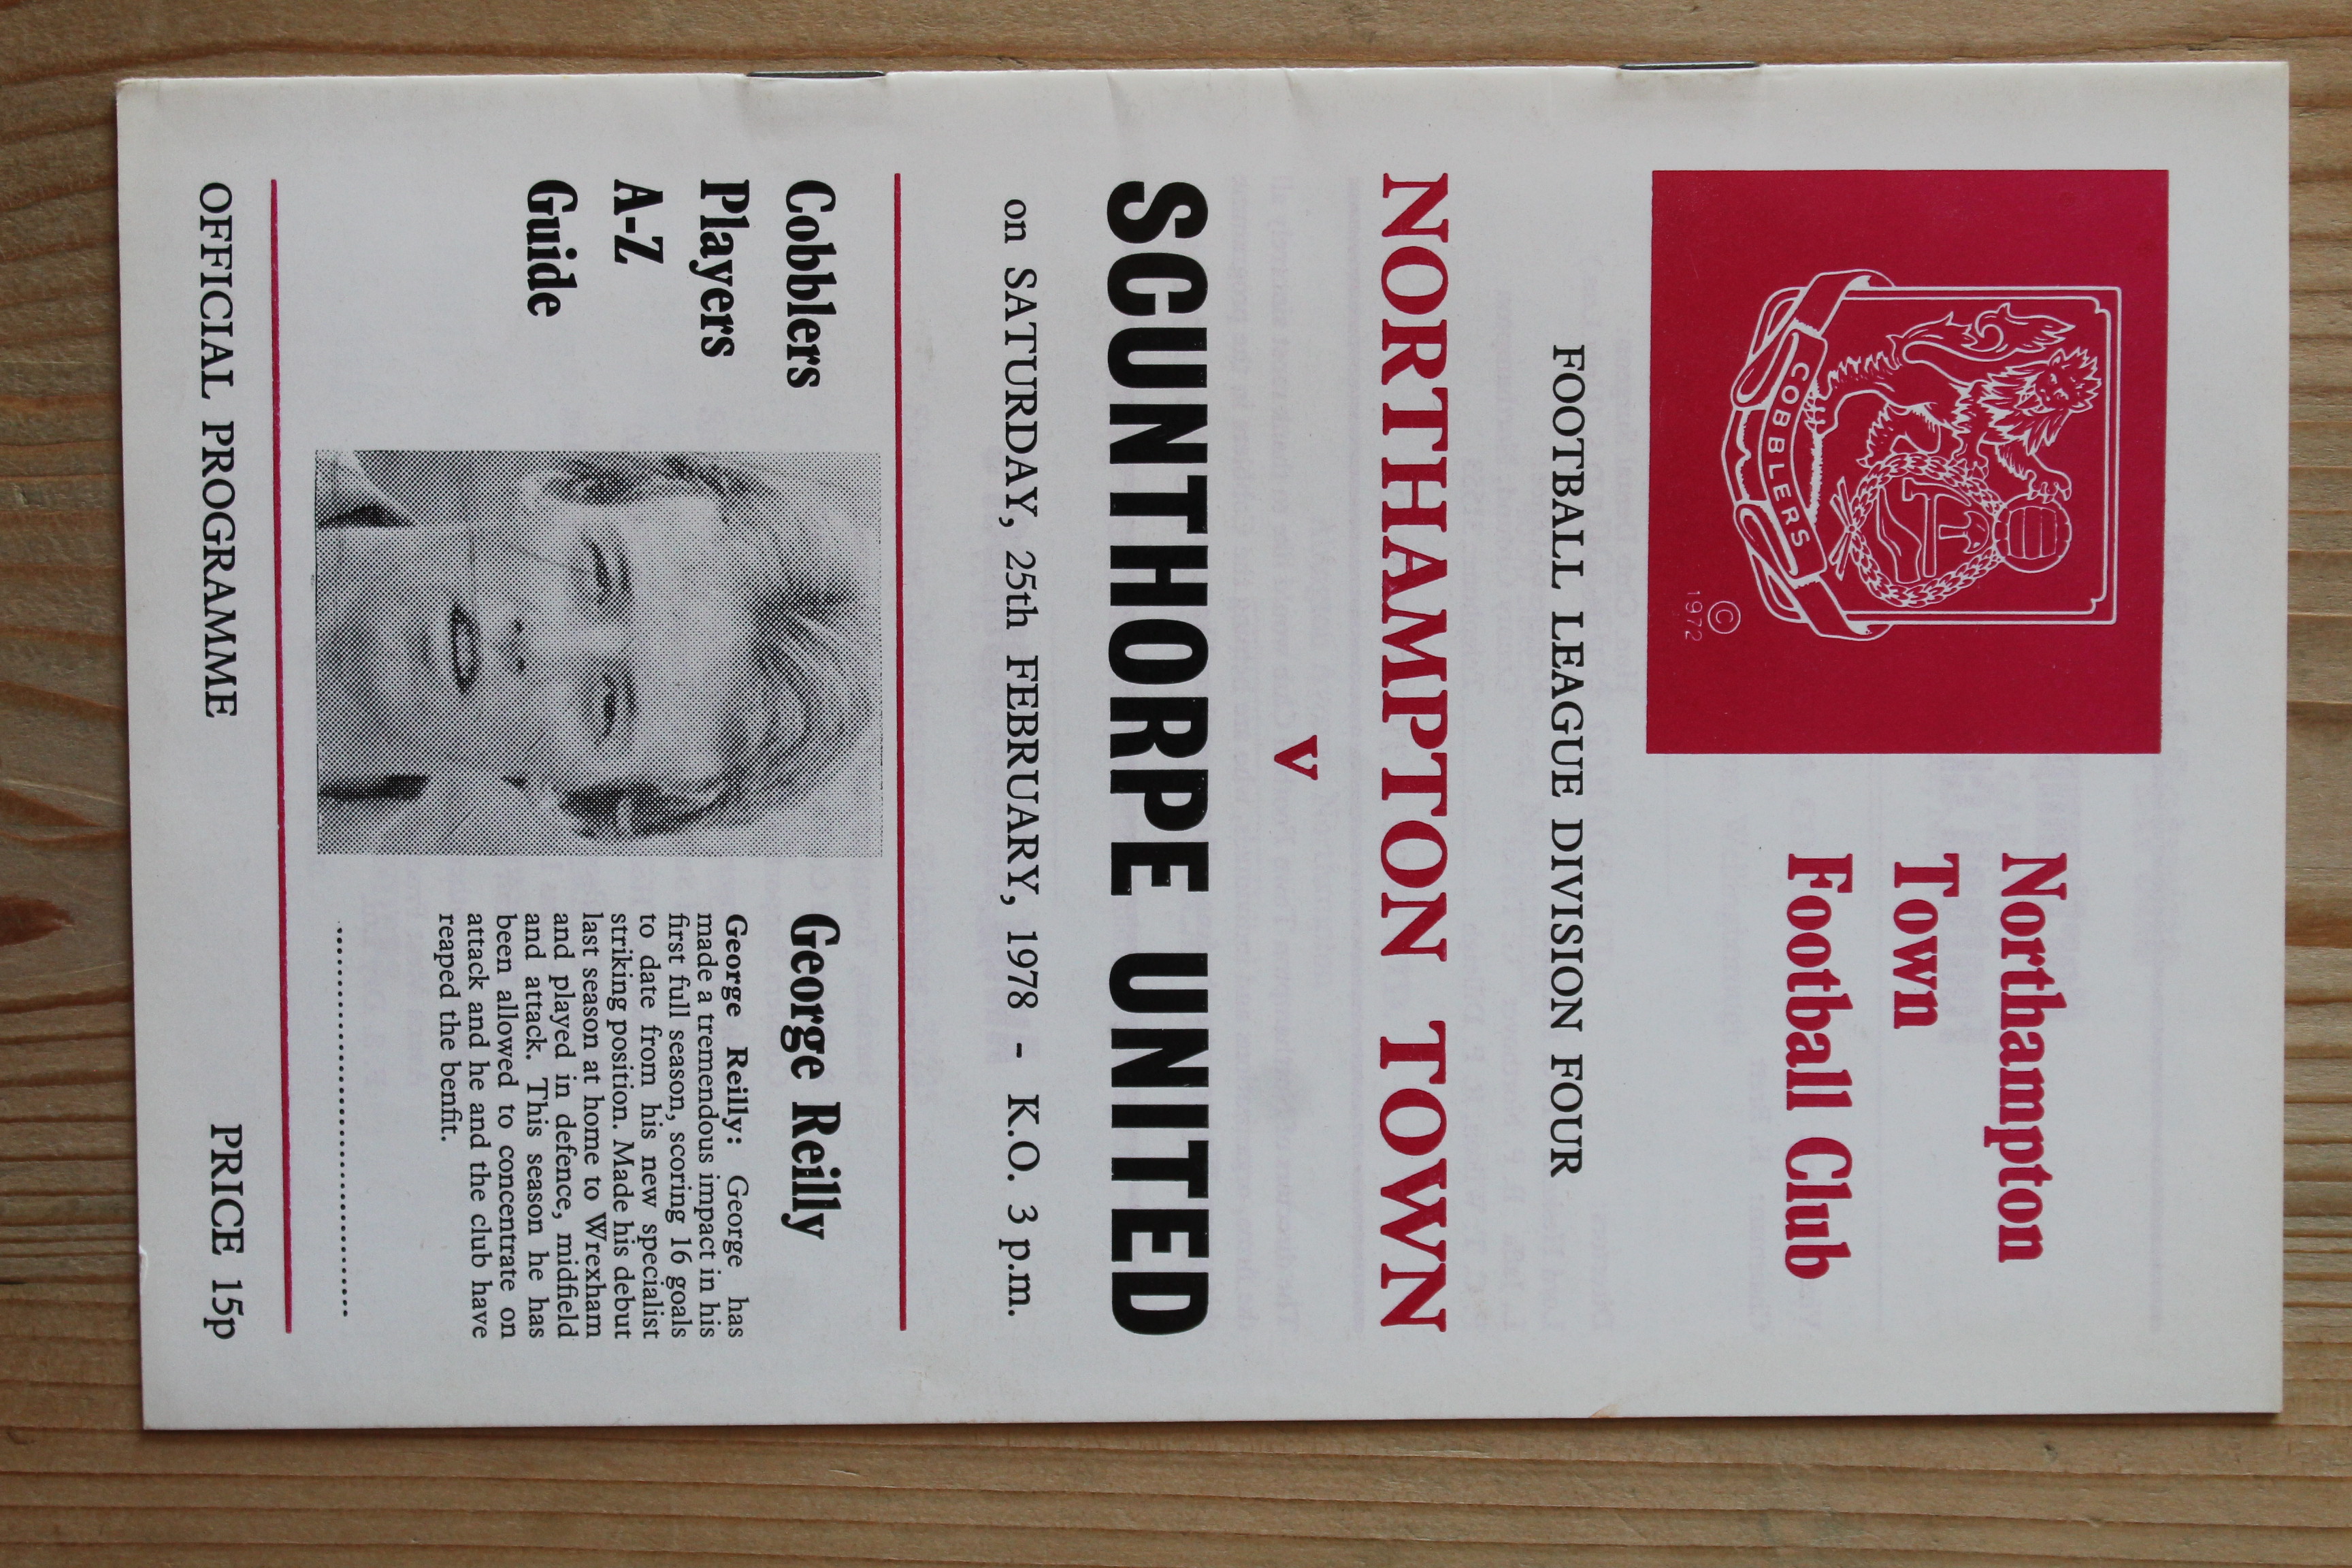 COBBLERS
© 1972
Northampton
Town
Football Club
FOOTBALL LEAGUE DIVISION FOUR
NORTHAMPTON TOWN
v
SCUNTHORPE UNITED
on SATURDAY, 25th FEBRUARY, 1978 - K.O. 3 p.m.
Cobblers
Players
A-Z
Guide
George Reilly
George Reilly: George has
made a tremendous impact in his
first full season, scoring 16 goals
to date from his new specialist
striking position. Made his debut
last season at home to Wrexham
and played in defence, midfield
and attack. This season he has
been allowed to concentrate on
attack and he and the club have
reaped the benfit.
OFFICIAL PROGRAMME PRICE 15p